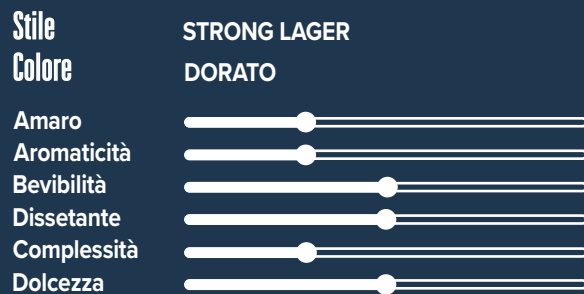 Stile STRONG LAGER
Colore DORATO
Amaro
Aromaticità
Bevibilità
Dissetante
Complessità
Dolcezza